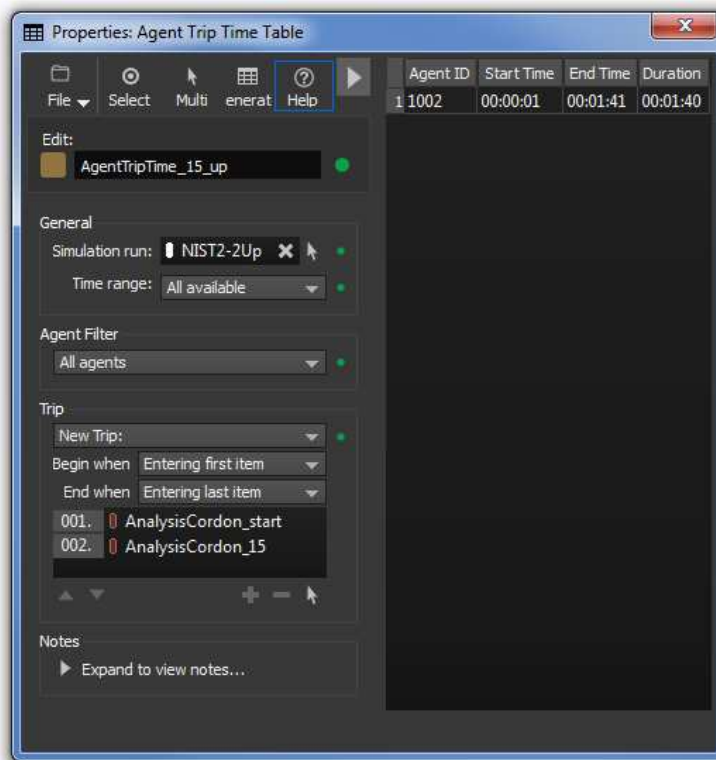 Properties: Agent Trip Time Table
File Select Multi enerat Help
Edit:
AgentTripTime_15_up
General
Simulation run: NIST2-2Up
Time range: All available
Agent Filter
All agents
Trip
New Trip:
Begin when Entering first item
End when Entering last item
001. AnalysisCordon_start
002. AnalysisCordon_15
Notes
Expand to view notes...
Agent ID Start Time End Time Duration
1 1002 00:00:01 00:01:41 00:01:40